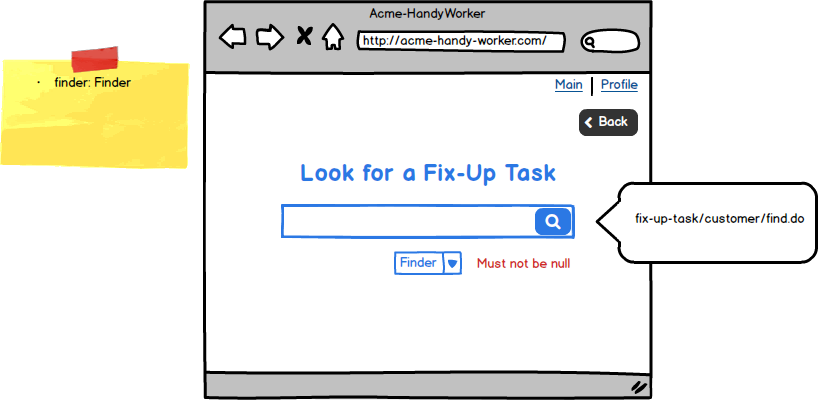 Acme-HandyWorker
http://acme-handy-worker.com/
· finder: Finder
Main | Profile
Back
Look for a Fix-Up Task
fix-up-task/customer/find.do
Finder
Must not be null